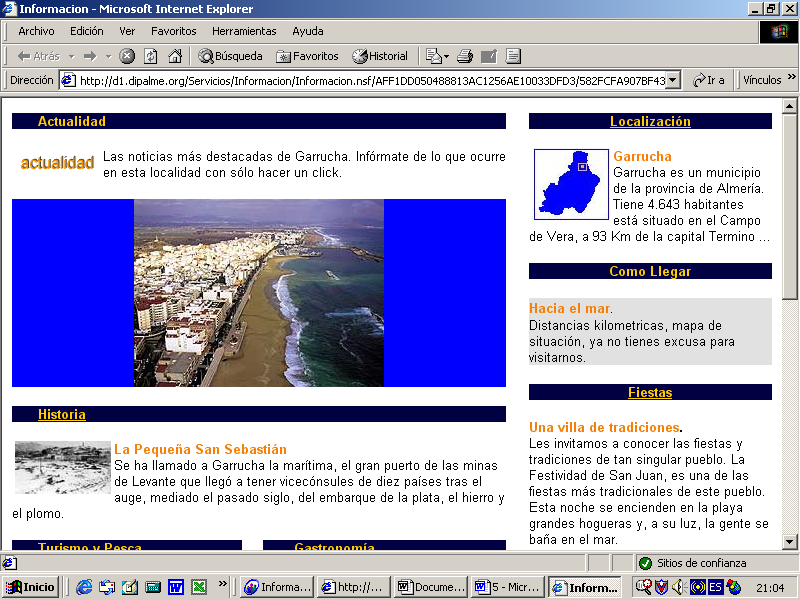 Informacion - Microsoft Internet Explorer
Archivo Edición Ver Favoritos Herramientas Ayuda
Atrás Búsqueda Favoritos Historial
Dirección http://d1.dipalme.org/Servicios/Informacion/Informacion.nsf/AFF1DD050488813AC1256AE10033DFD3/582FCFA907BF43 Ir a Vínculos »
Actualidad
actualidad
Las noticias más destacadas de Garrucha. Infórmate de lo que ocurre
en esta localidad con sólo hacer un click.
Historia
La Pequeña San Sebastián
Se ha llamado a Garrucha la marítima, el gran puerto de las minas
de Levante que llegó a tener vicecónsules de diez países tras el
auge, mediado el pasado siglo, del embarque de la plata, el hierro y
el plomo.
Turismo y Pesca
Gastronomía
Localización
Garrucha
Garrucha es un municipio
de la provincia de Almería.
Tiene 4.643 habitantes
está situado en el Campo
de Vera, a 93 Km de la capital Termino ...
Como Llegar
Hacia el mar.
Distancias kilometricas, mapa de
situación, ya no tienes excusa para
visitarnos.
Fiestas
Una villa de tradiciones.
Les invitamos a conocer las fiestas y
tradiciones de tan singular pueblo. La
Festividad de San Juan, es una de las
fiestas más tradicionales de este pueblo.
Esta noche se encienden en la playa
grandes hogueras y, a su luz, la gente se
baña en el mar.
Sitios de confianza
Inicio » Informa... http://... Docume... 5 - Micr... Inform... ES 21:04